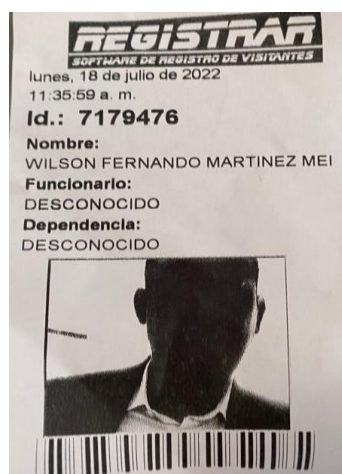 REGISTRAR
SOFTWARE DE REGISTRO DE VISITANTES
lunes, 18 de julio de 2022
11:35:59 a. m.
Id.: 7179476
Nombre:
WILSON FERNANDO MARTINEZ MEI
Funcionario:
DESCONOCIDO
Dependencia:
DESCONOCIDO